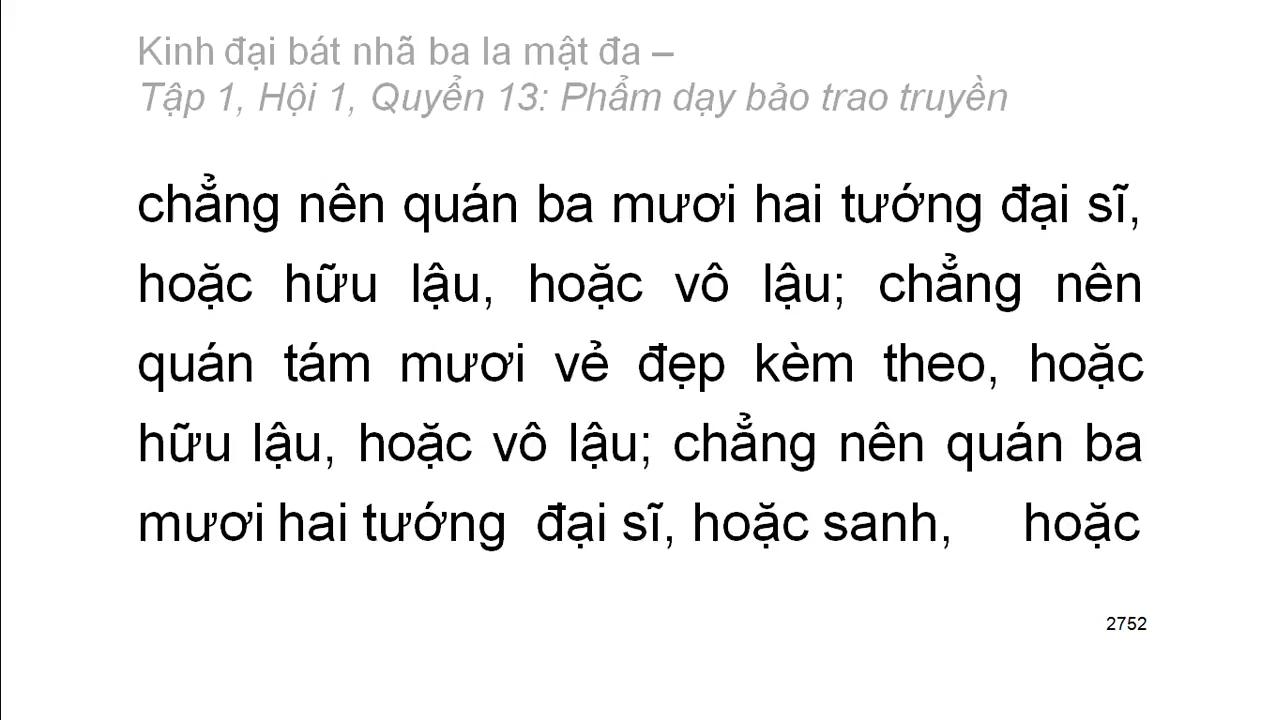 Kinh đại bát nhã ba la mật đa –
Tập 1, Hội 1, Quyển 13: Phẩm dạy bảo trao truyền
chẳng nên quán ba mươi hai tướng đại sĩ,
hoặc hữu lậu, hoặc vô lậu; chẳng nên
quán tám mươi vẻ đẹp kèm theo, hoặc
hữu lậu, hoặc vô lậu; chẳng nên quán ba
mươi hai tướng đại sĩ, hoặc sanh, hoặc
2752